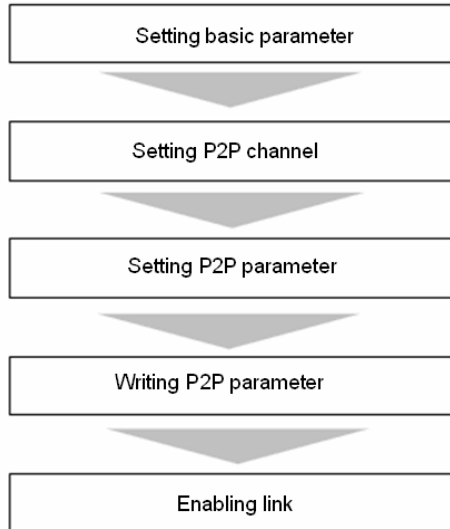 Setting basic parameter
Setting P2P channel
Setting P2P parameter
Writing P2P parameter
Enabling link